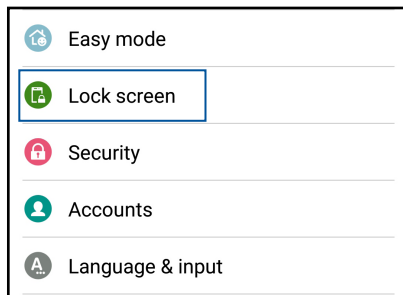 Easy mode
Lock screen
Security
Accounts
Language & input